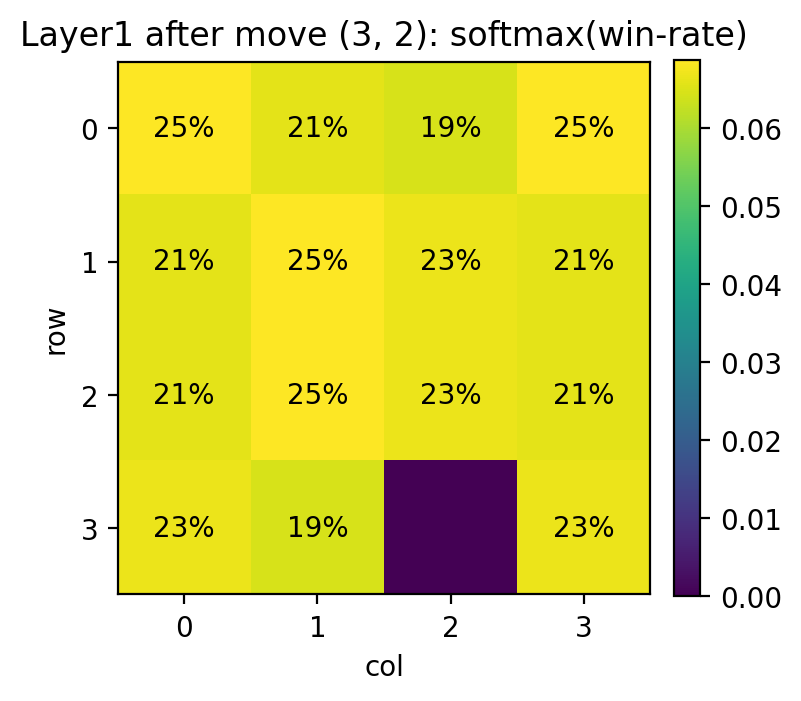 Layer1 after move (3, 2): softmax(win-rate)
0 25% 21% 19% 25%
1 21% 25% 23% 21%
2 21% 25% 23% 21%
3 23% 19% 23%
0 1 2 3
col
row
0.06
0.05
0.04
0.03
0.02
0.01
0.00